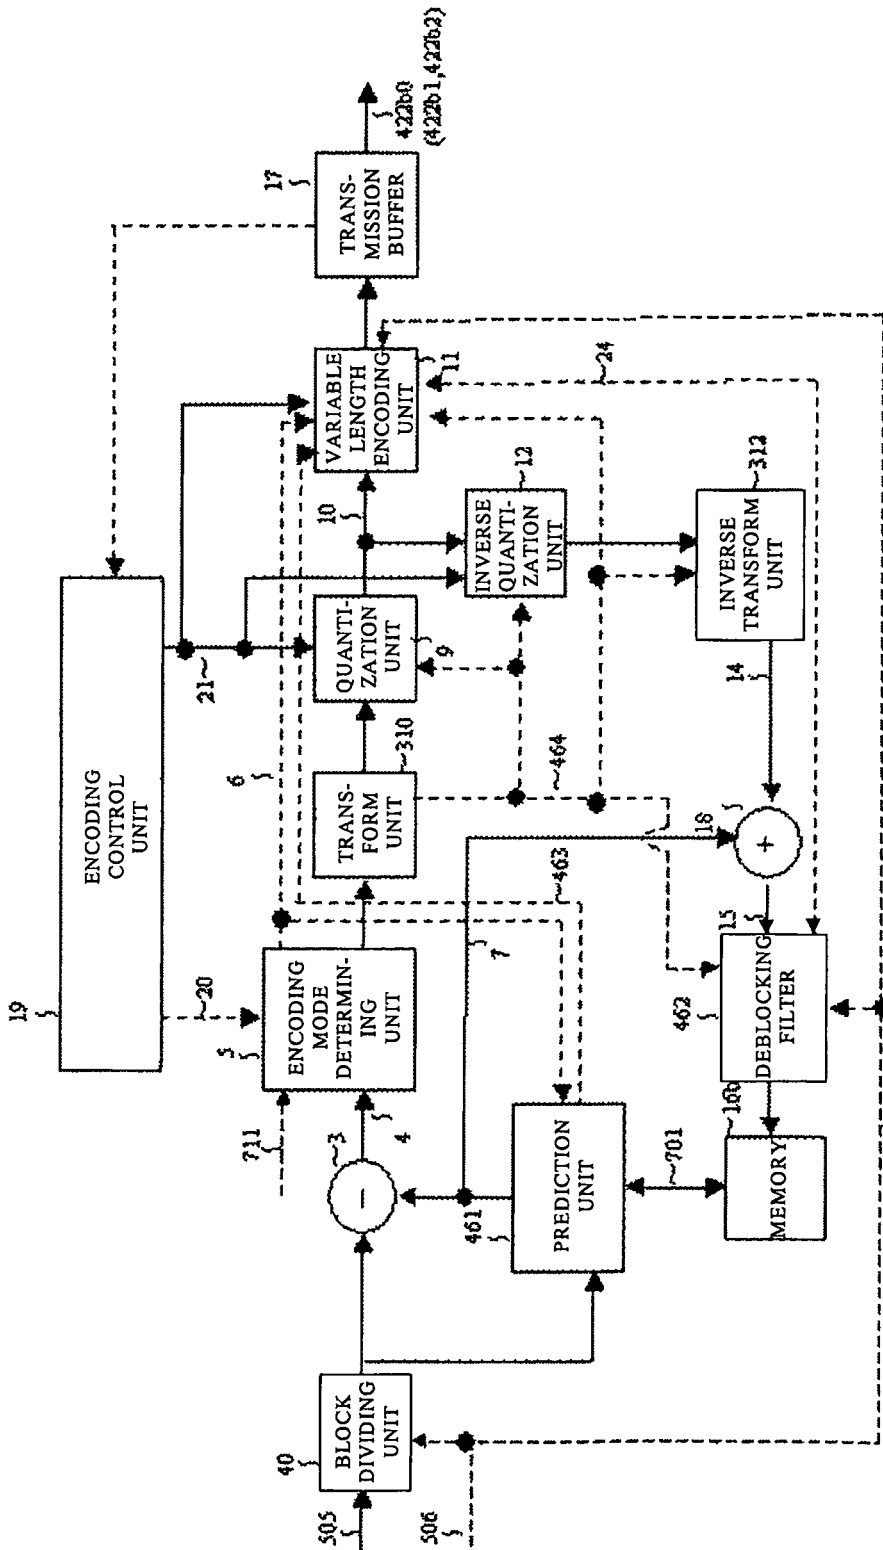 505
506
40
BLOCK
DIVIDING
UNIT
711
3
4
461
PREDICTION
UNIT
701
MEMORY
16b
19
ENCODING
CONTROL
UNIT
20
5
ENCODING
MODE
DETERMIN-
ING
UNIT
6
7
463
464
462
DEBLOCKING
FILTER
15
18
14
TRANS-
FORM
UNIT
310
21
QUANTI-
ZATION
UNIT
9
10
INVERSE
QUANTI-
ZATION
UNIT
12
INVERSE
TRANSFORM
UNIT
312
VARIABLE
LENGTH
ENCODING
UNIT
11
24
17
TRANS-
MISSION
BUFFER
422b0
(422b1,422b2)
−
+